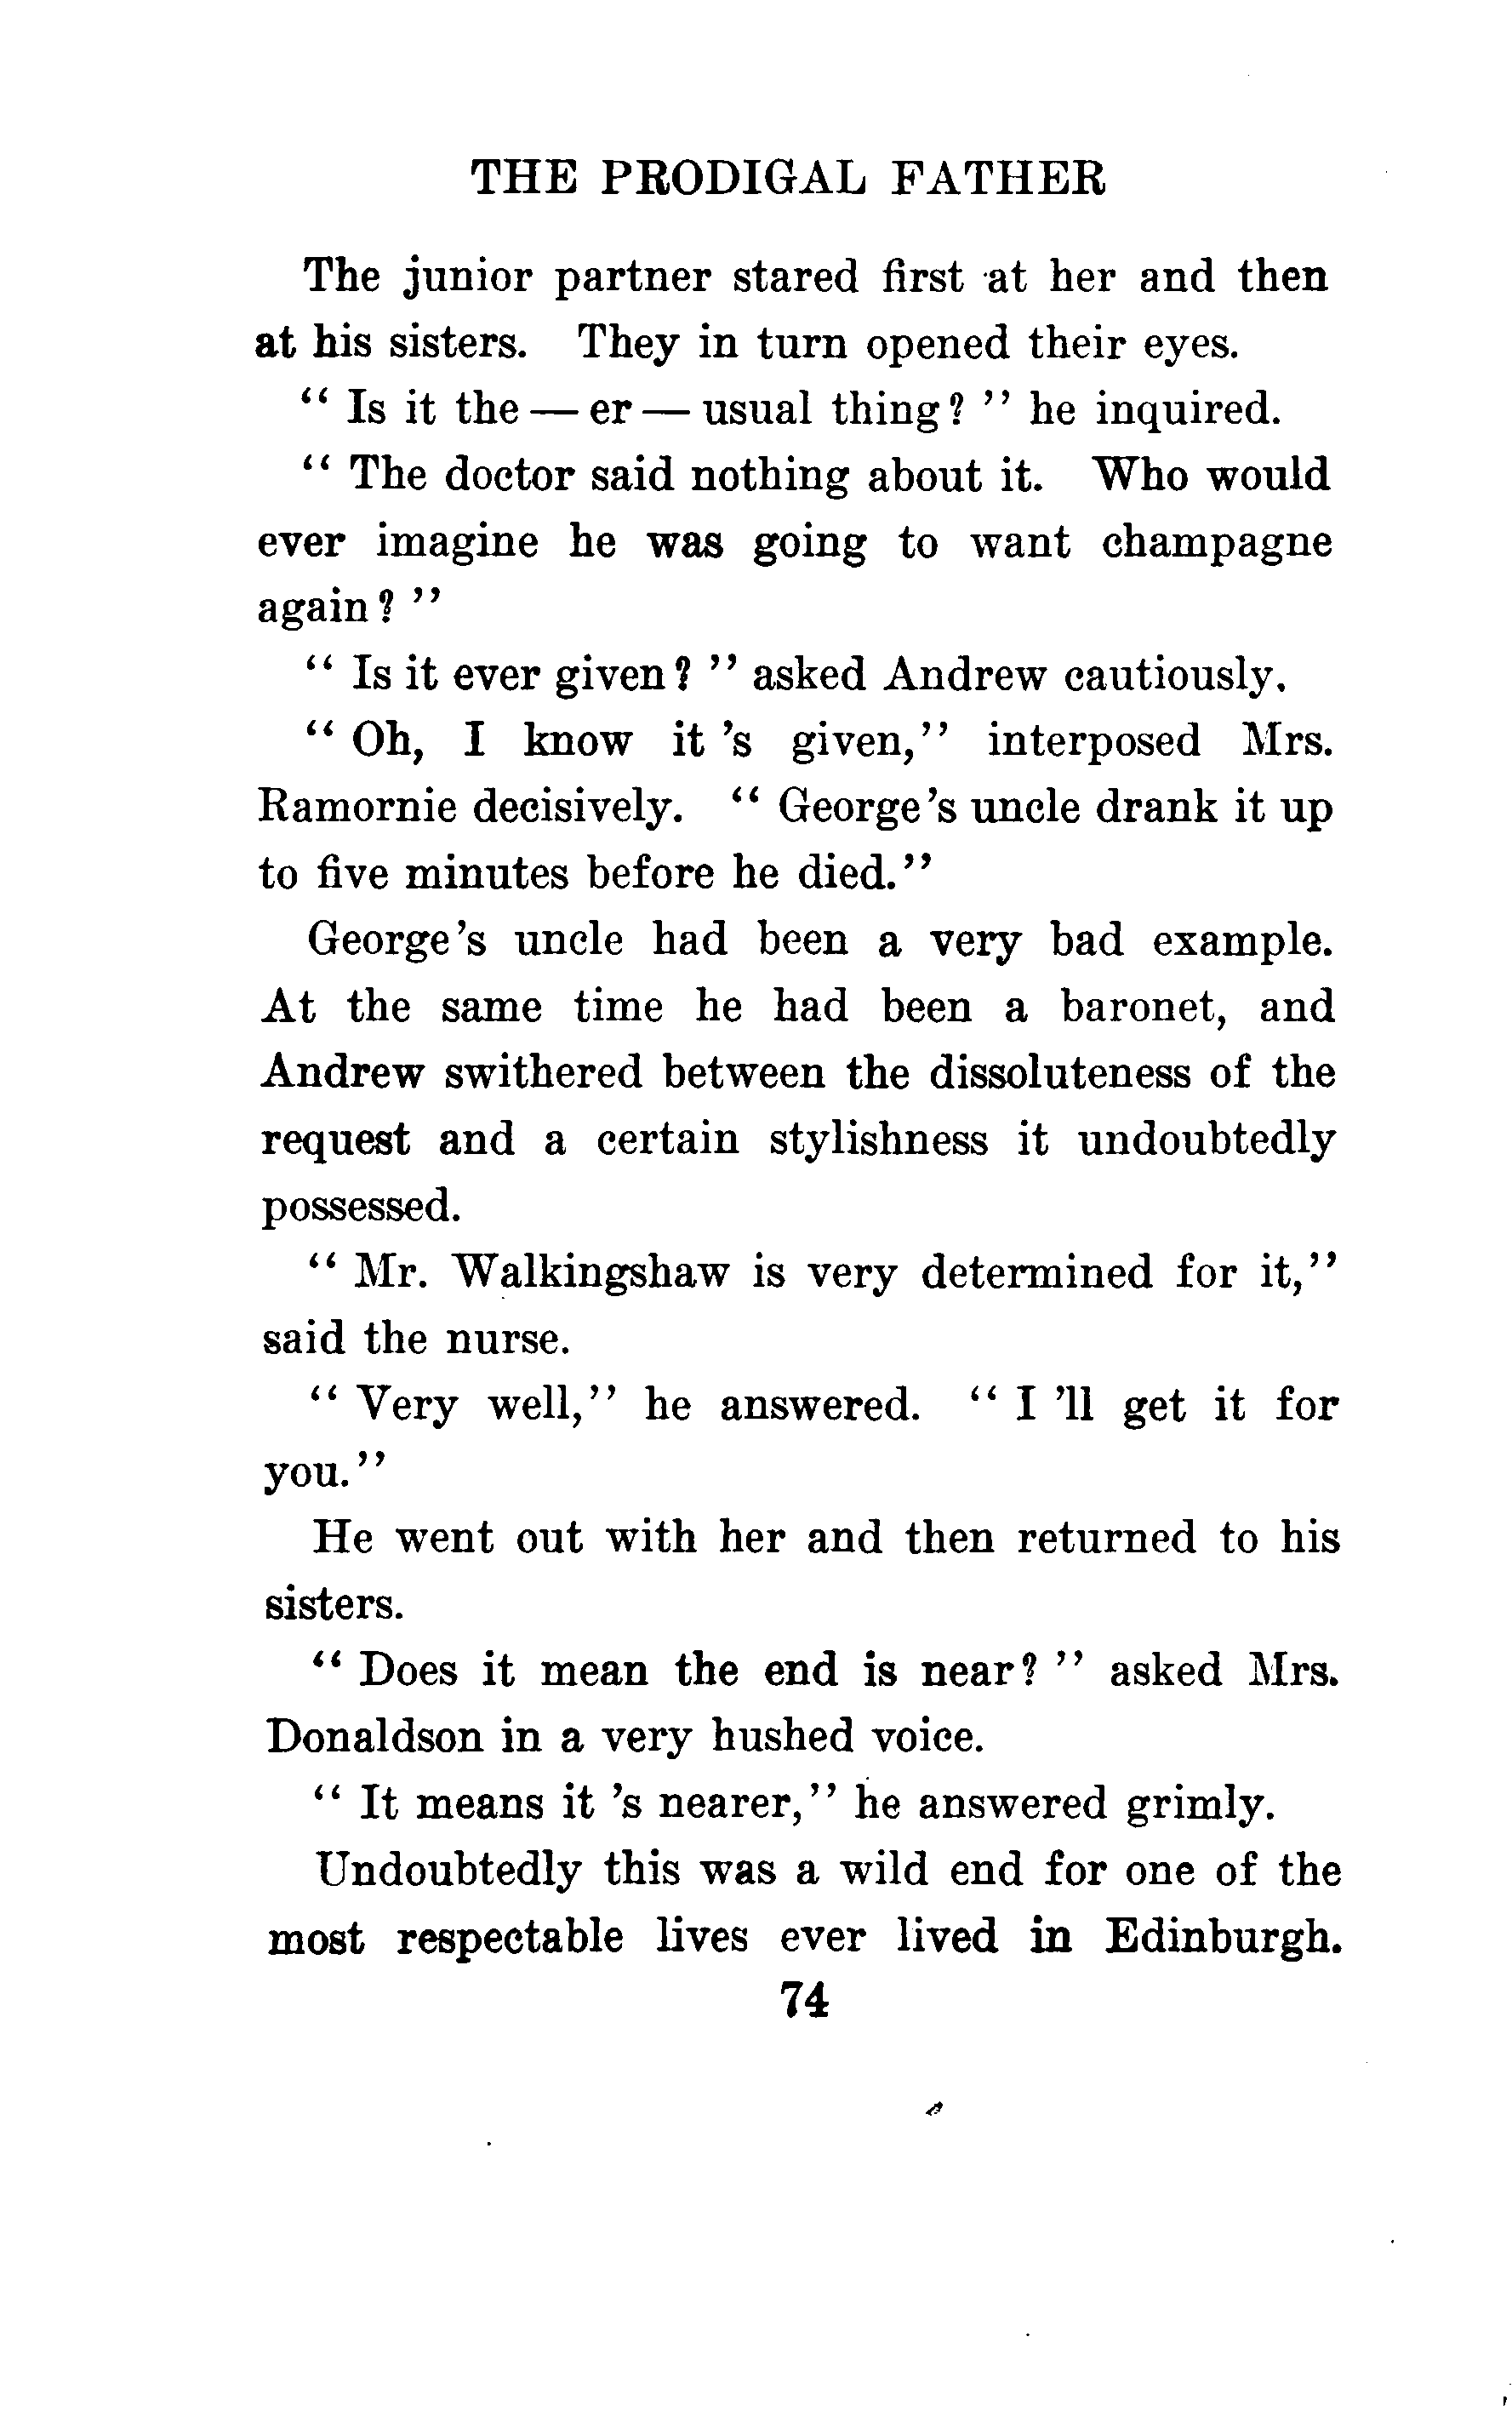 THE PRODIGAL FATHER
The junior partner stared first at her and then
at his sisters. They in turn opened their eyes.
“ Is it the — er — usual thing? ” he inquired.
“ The doctor said nothing about it. Who would
ever imagine he was going to want champagne
again? ”
“ Is it ever given? ” asked Andrew cautiously.
“ Oh, I know it 's given,” interposed Mrs.
Ramornie decisively. “ George's uncle drank it up
to five minutes before he died.”
George's uncle had been a very bad example.
At the same time he had been a baronet, and
Andrew swithered between the dissoluteness of the
request and a certain stylishness it undoubtedly
possessed.
“ Mr. Walkingshaw is very determined for it,”
said the nurse.
“ Very well,” he answered. “ I 'll get it for
you.”
He went out with her and then returned to his
sisters.
“ Does it mean the end is near? ” asked Mrs.
Donaldson in a very hushed voice.
“ It means it 's nearer,” he answered grimly.
Undoubtedly this was a wild end for one of the
most respectable lives ever lived in Edinburgh.
74